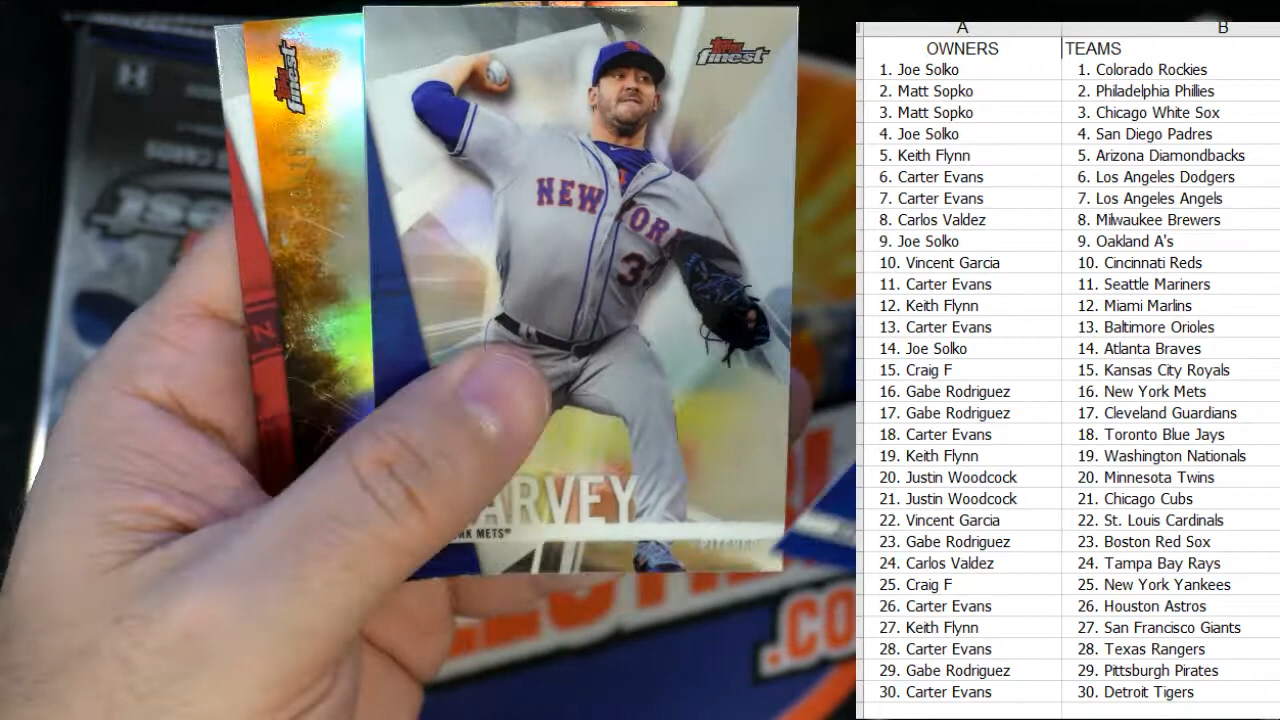 Topps
finest
Topps
finest
NEW YORK
ARVEY
RK METS
PITCHER
.CO
A B
OWNERS TEAMS
1. Joe Solko 1. Colorado Rockies
2. Matt Sopko 2. Philadelphia Phillies
3. Matt Sopko 3. Chicago White Sox
4. Joe Solko 4. San Diego Padres
5. Keith Flynn 5. Arizona Diamondbacks
6. Carter Evans 6. Los Angeles Dodgers
7. Carter Evans 7. Los Angeles Angels
8. Carlos Valdez 8. Milwaukee Brewers
9. Joe Solko 9. Oakland A's
10. Vincent Garcia 10. Cincinnati Reds
11. Carter Evans 11. Seattle Mariners
12. Keith Flynn 12. Miami Marlins
13. Carter Evans 13. Baltimore Orioles
14. Joe Solko 14. Atlanta Braves
15. Craig F 15. Kansas City Royals
16. Gabe Rodriguez 16. New York Mets
17. Gabe Rodriguez 17. Cleveland Guardians
18. Carter Evans 18. Toronto Blue Jays
19. Keith Flynn 19. Washington Nationals
20. Justin Woodcock 20. Minnesota Twins
21. Justin Woodcock 21. Chicago Cubs
22. Vincent Garcia 22. St. Louis Cardinals
23. Gabe Rodriguez 23. Boston Red Sox
24. Carlos Valdez 24. Tampa Bay Rays
25. Craig F 25. New York Yankees
26. Carter Evans 26. Houston Astros
27. Keith Flynn 27. San Francisco Giants
28. Carter Evans 28. Texas Rangers
29. Gabe Rodriguez 29. Pittsburgh Pirates
30. Carter Evans 30. Detroit Tigers